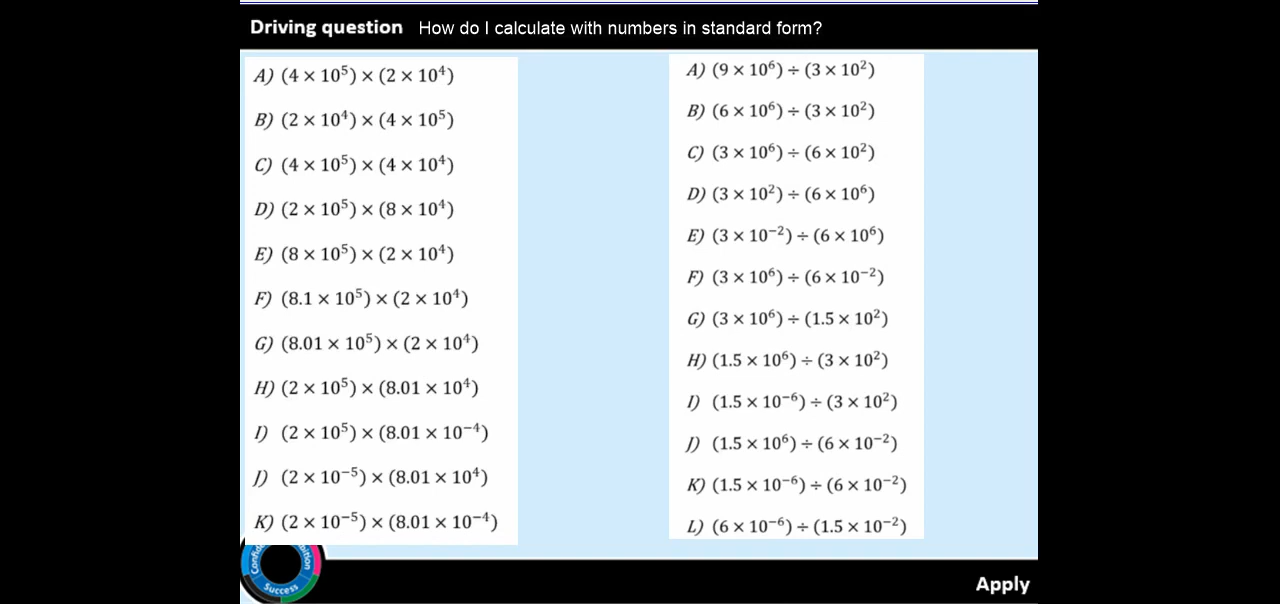 Driving question How do I calculate with numbers in standard form?
A) (4 × 10⁵) × (2 × 10⁴)
B) (2 × 10⁴) × (4 × 10⁵)
C) (4 × 10⁵) × (4 × 10⁴)
D) (2 × 10⁵) × (8 × 10⁴)
E) (8 × 10⁵) × (2 × 10⁴)
F) (8.1 × 10⁵) × (2 × 10⁴)
G) (8.01 × 10⁵) × (2 × 10⁴)
H) (2 × 10⁵) × (8.01 × 10⁴)
I) (2 × 10⁵) × (8.01 × 10⁻⁴)
J) (2 × 10⁻⁵) × (8.01 × 10⁴)
K) (2 × 10⁻⁵) × (8.01 × 10⁻⁴)
A) (9 × 10⁶) ÷ (3 × 10²)
B) (6 × 10⁶) ÷ (3 × 10²)
C) (3 × 10⁶) ÷ (6 × 10²)
D) (3 × 10²) ÷ (6 × 10⁶)
E) (3 × 10⁻²) ÷ (6 × 10⁶)
F) (3 × 10⁶) ÷ (6 × 10⁻²)
G) (3 × 10⁶) ÷ (1.5 × 10²)
H) (1.5 × 10⁶) ÷ (3 × 10²)
I) (1.5 × 10⁻⁶) ÷ (3 × 10²)
J) (1.5 × 10⁶) ÷ (6 × 10⁻²)
K) (1.5 × 10⁻⁶) ÷ (6 × 10⁻²)
L) (6 × 10⁻⁶) ÷ (1.5 × 10⁻²)
Success
Apply